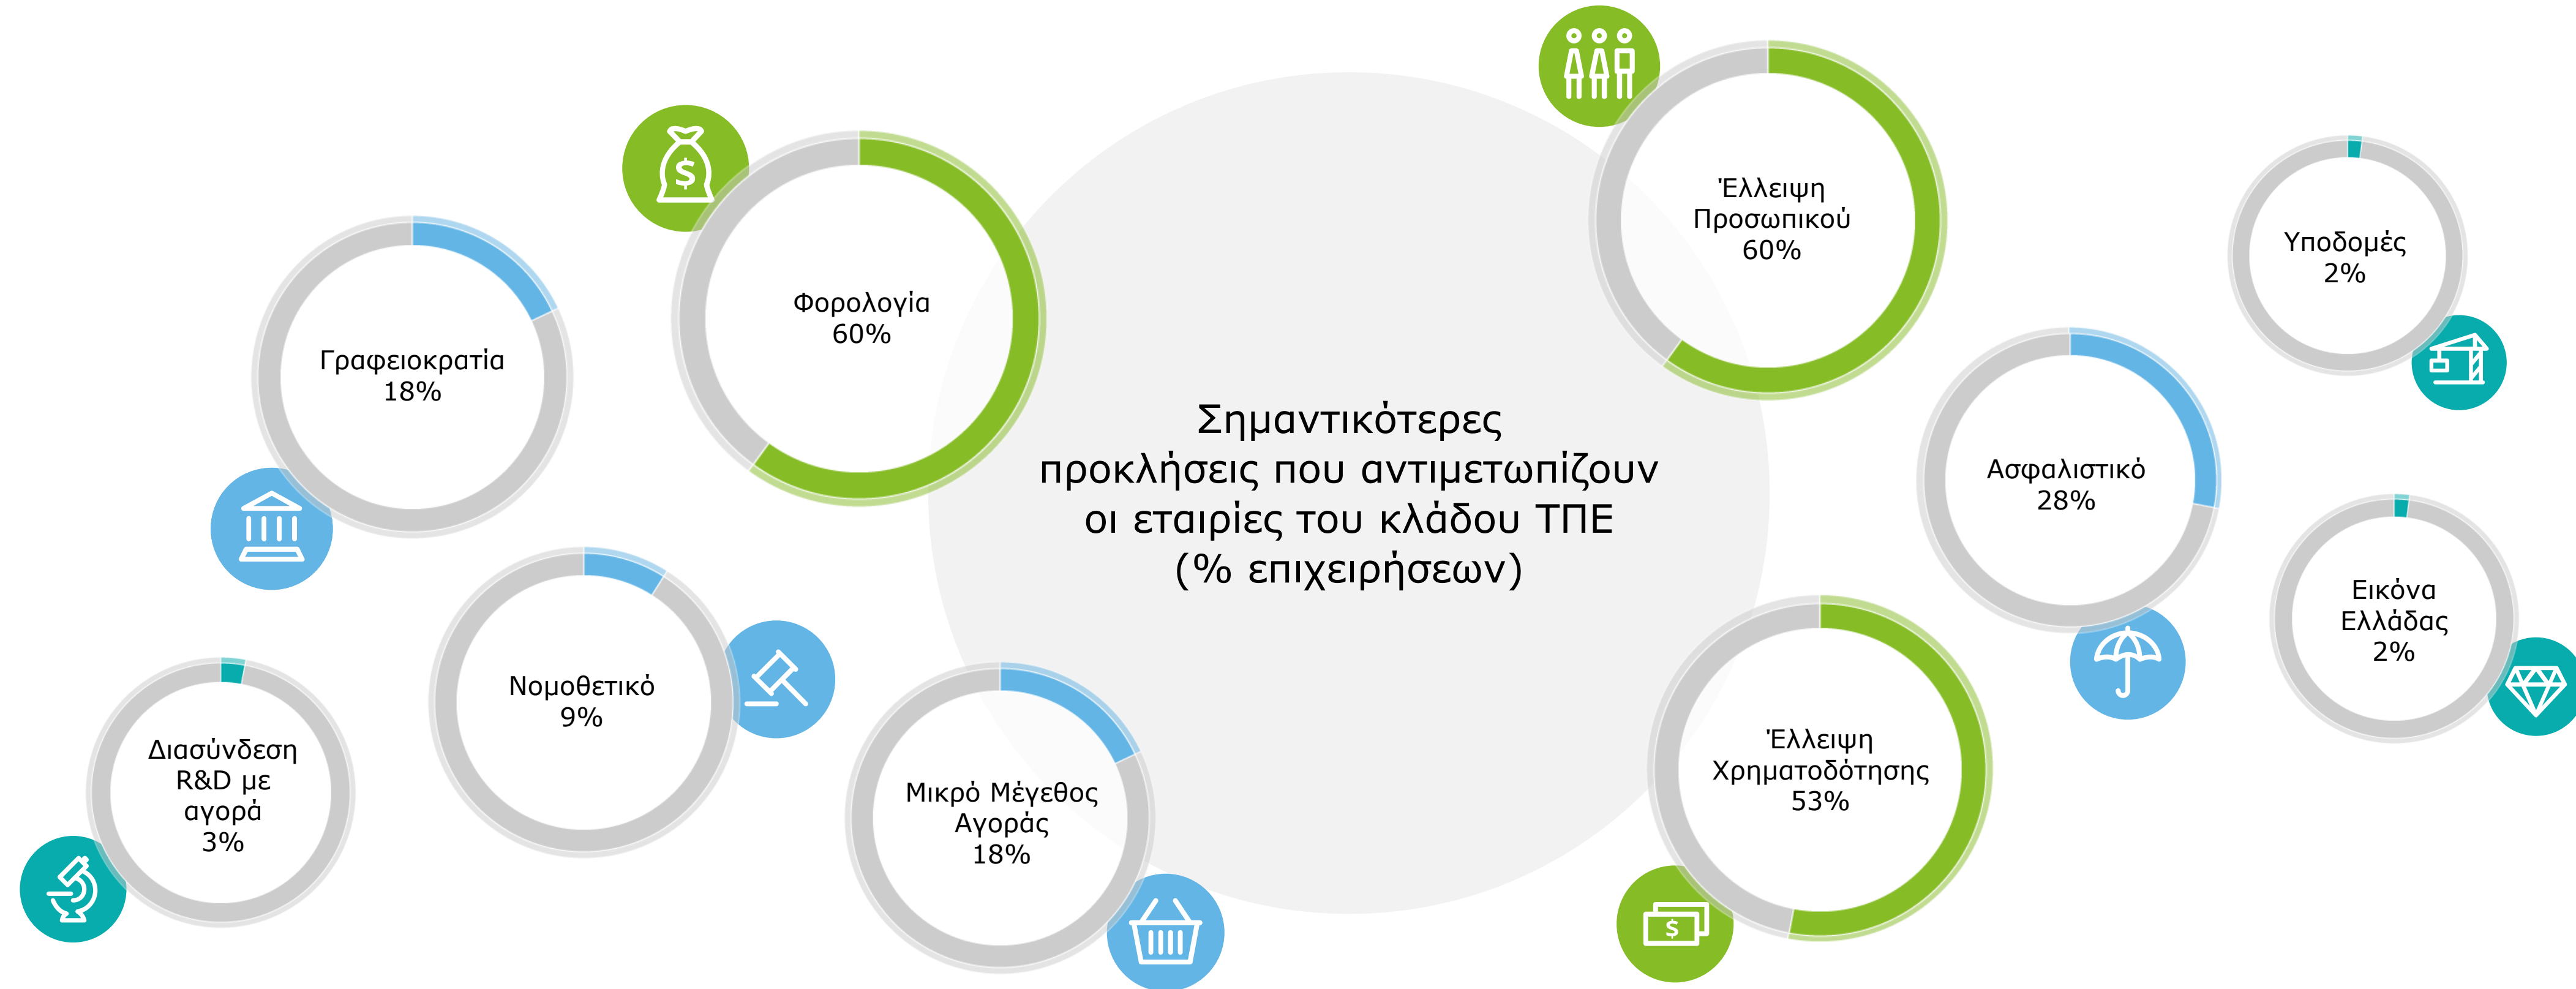 Γραφειοκρατία
18%
$
Φορολογία
60%
Διασύνδεση
R&D με
αγορά
3%
Νομοθετικό
9%
Μικρό Μέγεθος
Αγοράς
18%
Σημαντικότερες
προκλήσεις που αντιμετωπίζουν
οι εταιρίες του κλάδου ΤΠΕ
(% επιχειρήσεων)
Έλλειψη
Προσωπικού
60%
Ασφαλιστικό
28%
Έλλειψη
Χρηματοδότησης
53%
$
Υποδομές
2%
Εικόνα
Ελλάδας
2%